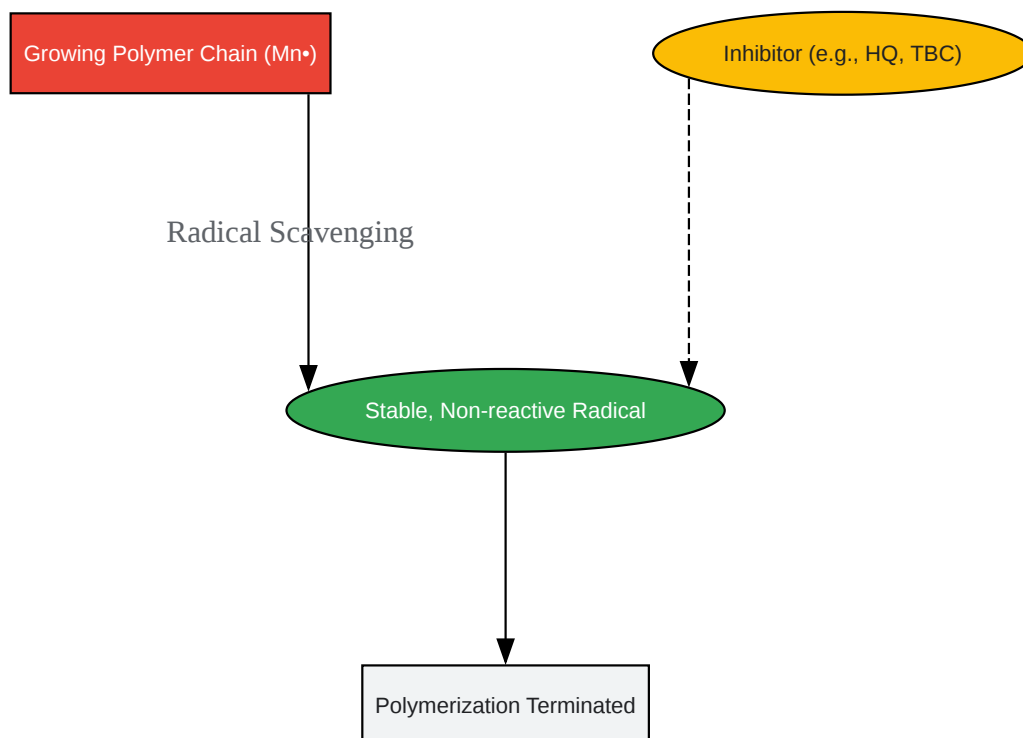 Growing Polymer Chain (Mn•)
Inhibitor (e.g., HQ, TBC)
Radical Scavenging
Stable, Non-reactive Radical
Polymerization Terminated